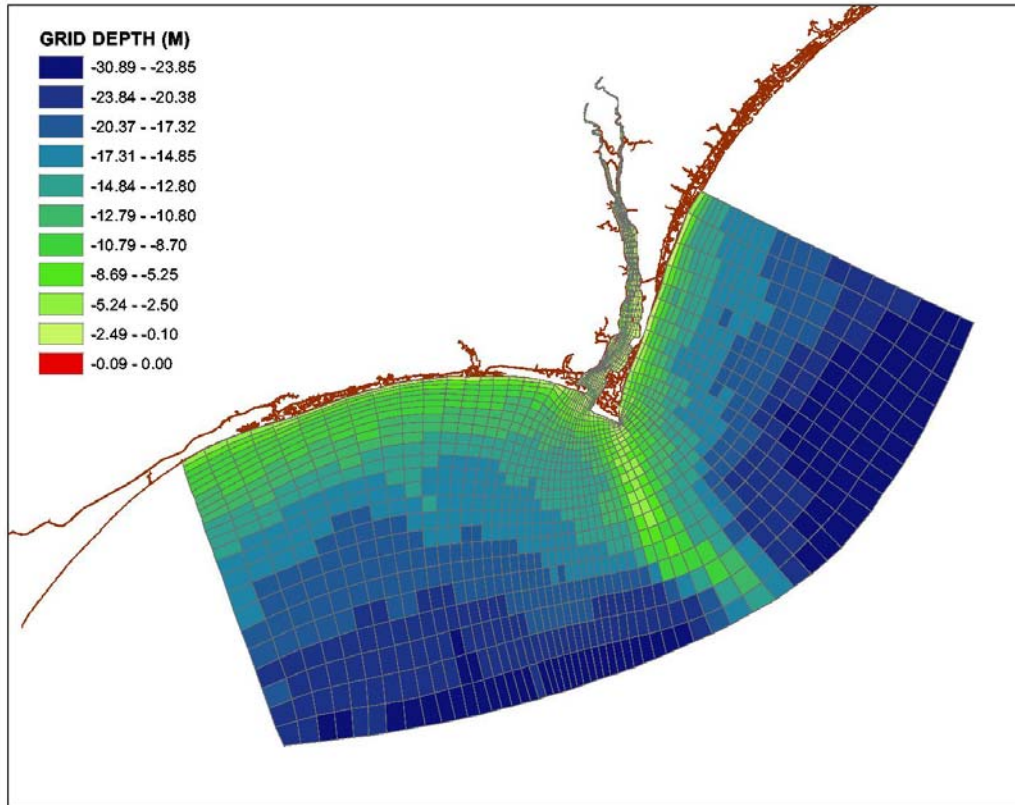 GRID DEPTH (M)
-30.89 - -23.85
-23.84 - -20.38
-20.37 - -17.32
-17.31 - -14.85
-14.84 - -12.80
-12.79 - -10.80
-10.79 - -8.70
-8.69 - -5.25
-5.24 - -2.50
-2.49 - -0.10
-0.09 - 0.00